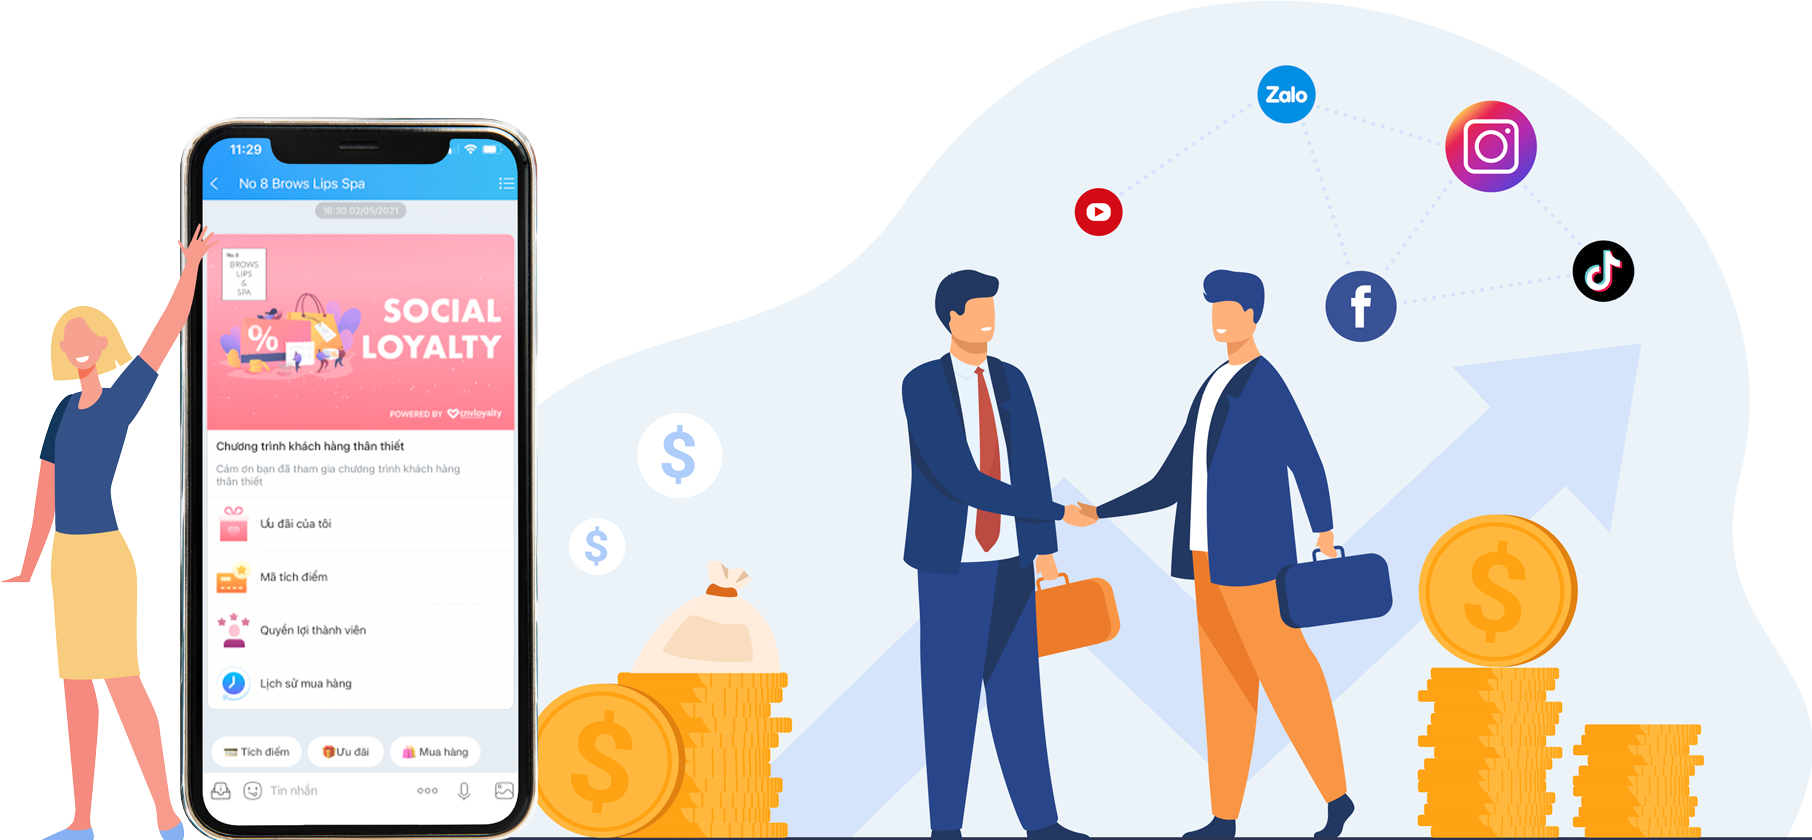 11:29
No 8 Brows Lips Spa
16:30 02/05/2021
No.8
BROWS
LIPS
&
SPA
%
SOCIAL
LOYALTY
POWERED BY cnvloyalty
Chương trình khách hàng thân thiết
Cảm ơn bạn đã tham gia chương trình khách hàng
thân thiết
Ưu đãi của tôi
Mã tích điểm
Quyền lợi thành viên
Lịch sử mua hàng
Tích điểm Ưu đãi Mua hàng
Tin nhắn
Zalo
f
$
$
$
$